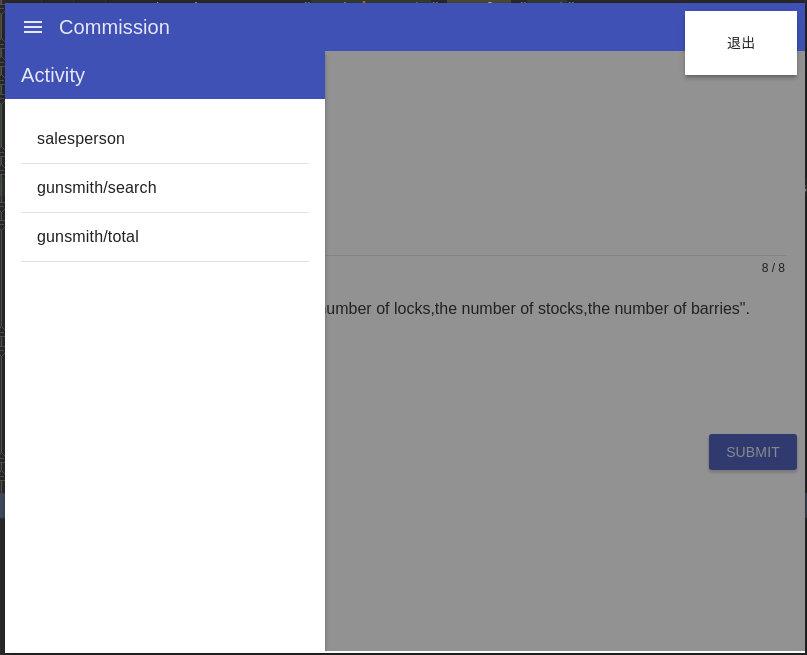 Commission
退出
Activity
salesperson
gunsmith/search
gunsmith/total
8 / 8
of locks,the number of stocks,the number of barries".
SUBMIT